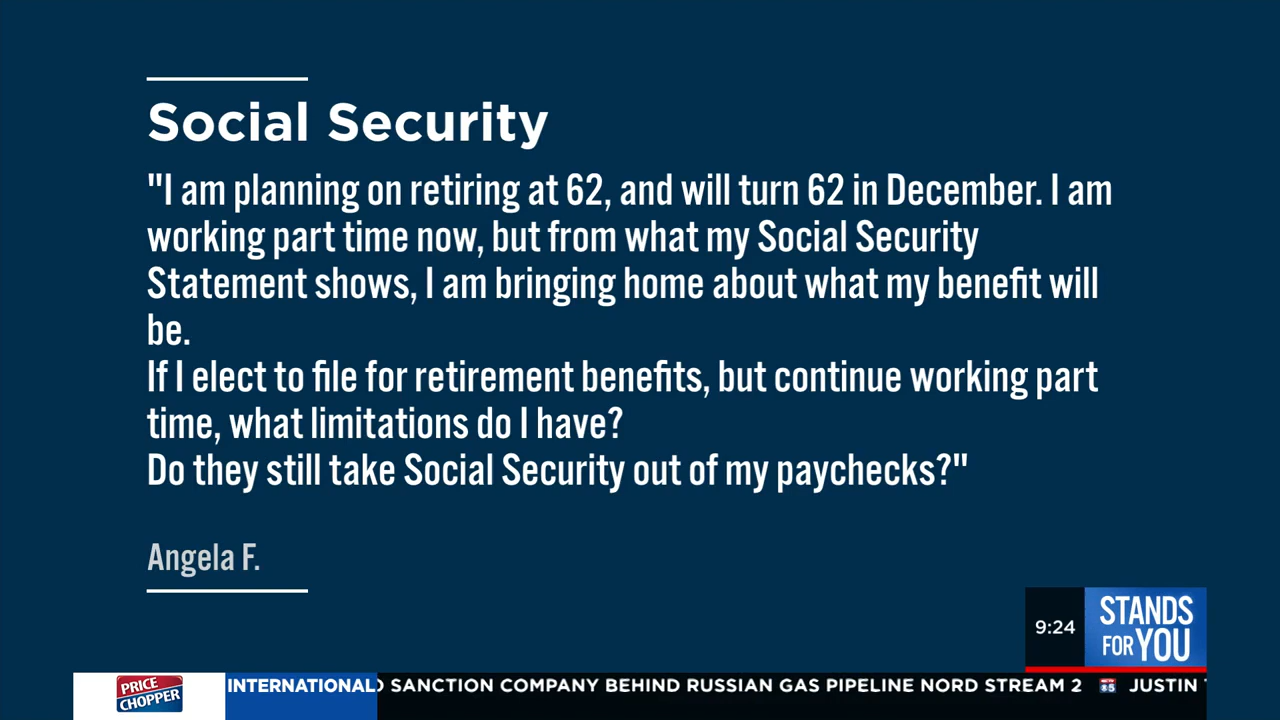 Social Security
"I am planning on retiring at 62, and will turn 62 in December. I am
working part time now, but from what my Social Security
Statement shows, I am bringing home about what my benefit will
be.
If I elect to file for retirement benefits, but continue working part
time, what limitations do I have?
Do they still take Social Security out of my paychecks?"
Angela F.
9:24
STANDS
FOR YOU
PRICE
CHOPPER
INTERNATIONAL
SANCTION COMPANY BEHIND RUSSIAN GAS PIPELINE NORD STREAM 2 JUSTIN